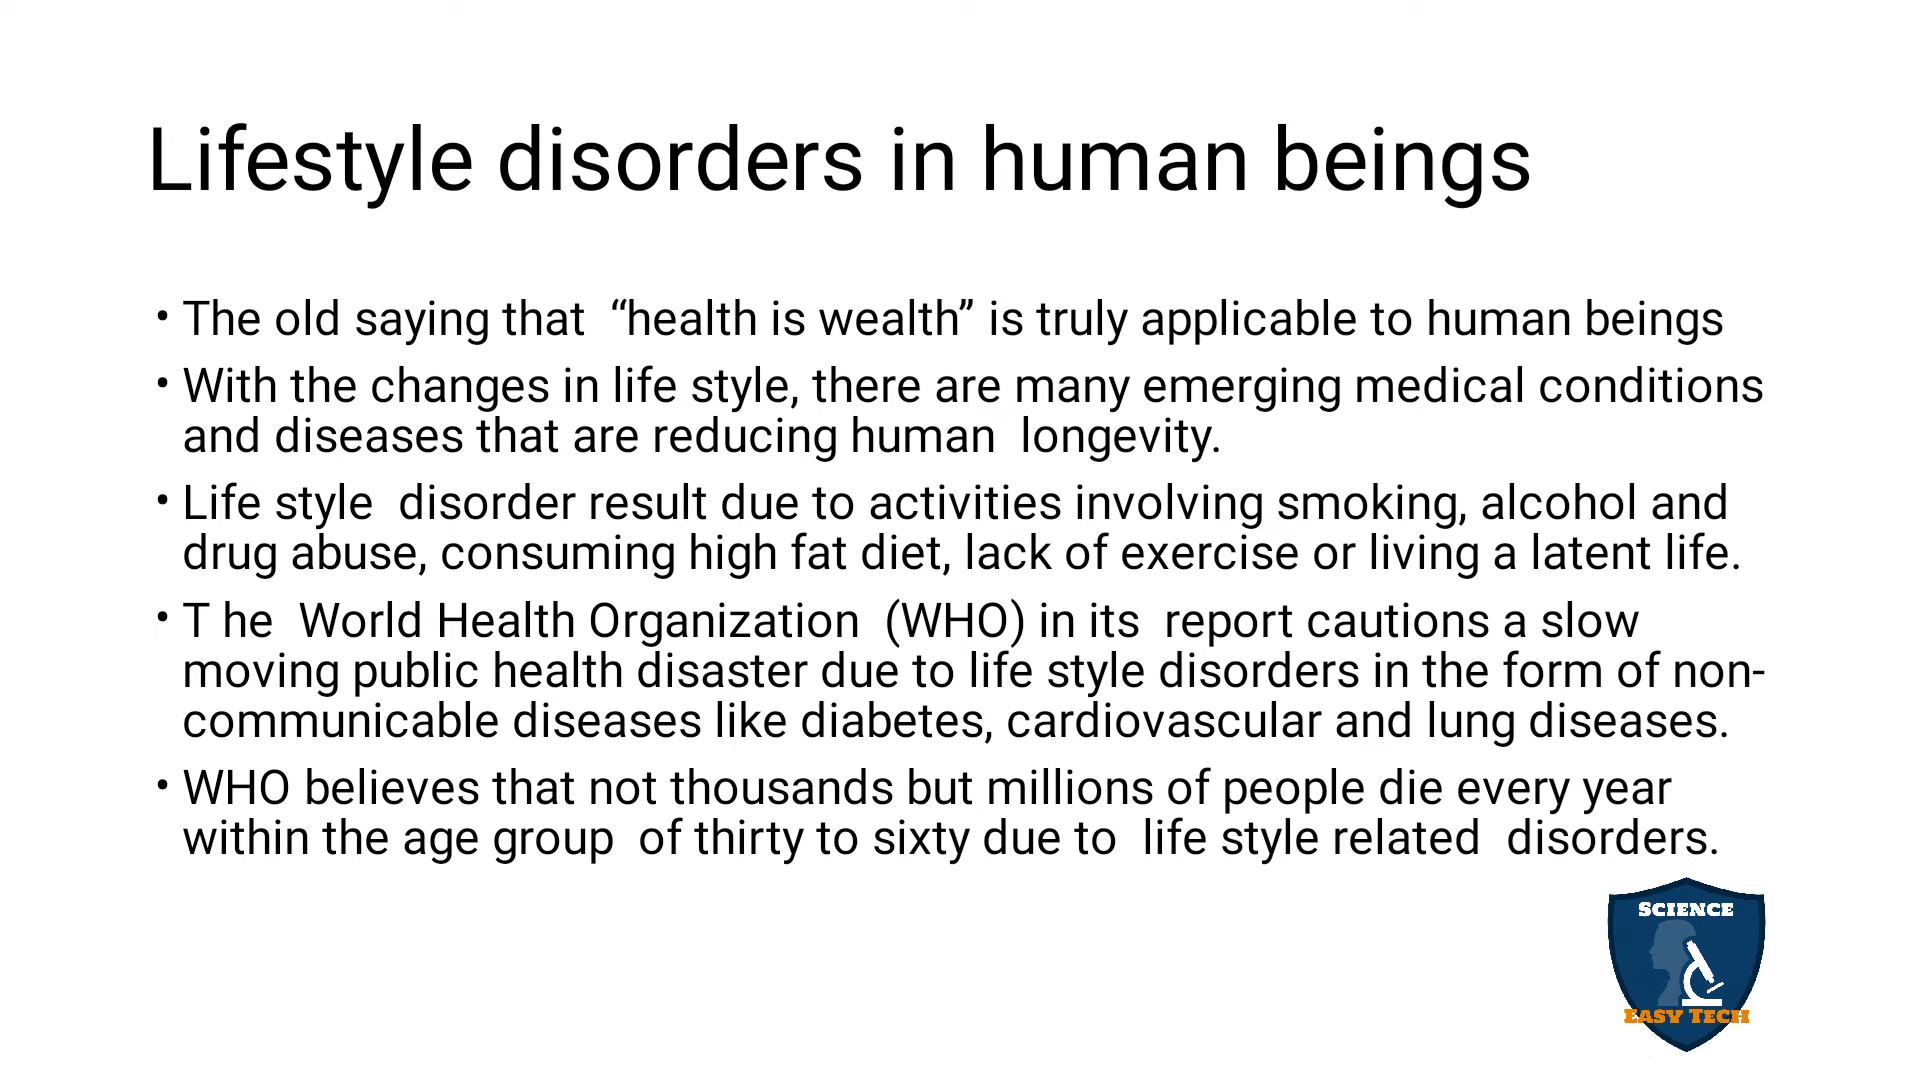 Lifestyle disorders in human beings
• The old saying that  “health is wealth” is truly applicable to human beings
• With the changes in life style, there are many emerging medical conditions
and diseases that are reducing human  longevity.
• Life style  disorder result due to activities involving smoking, alcohol and
drug abuse, consuming high fat diet, lack of exercise or living a latent life.
• T he  World Health Organization  (WHO) in its  report cautions a slow
moving public health disaster due to life style disorders in the form of non-
communicable diseases like diabetes, cardiovascular and lung diseases.
• WHO believes that not thousands but millions of people die every year
within the age group  of thirty to sixty due to  life style related  disorders.
SCIENCE
EASY TECH